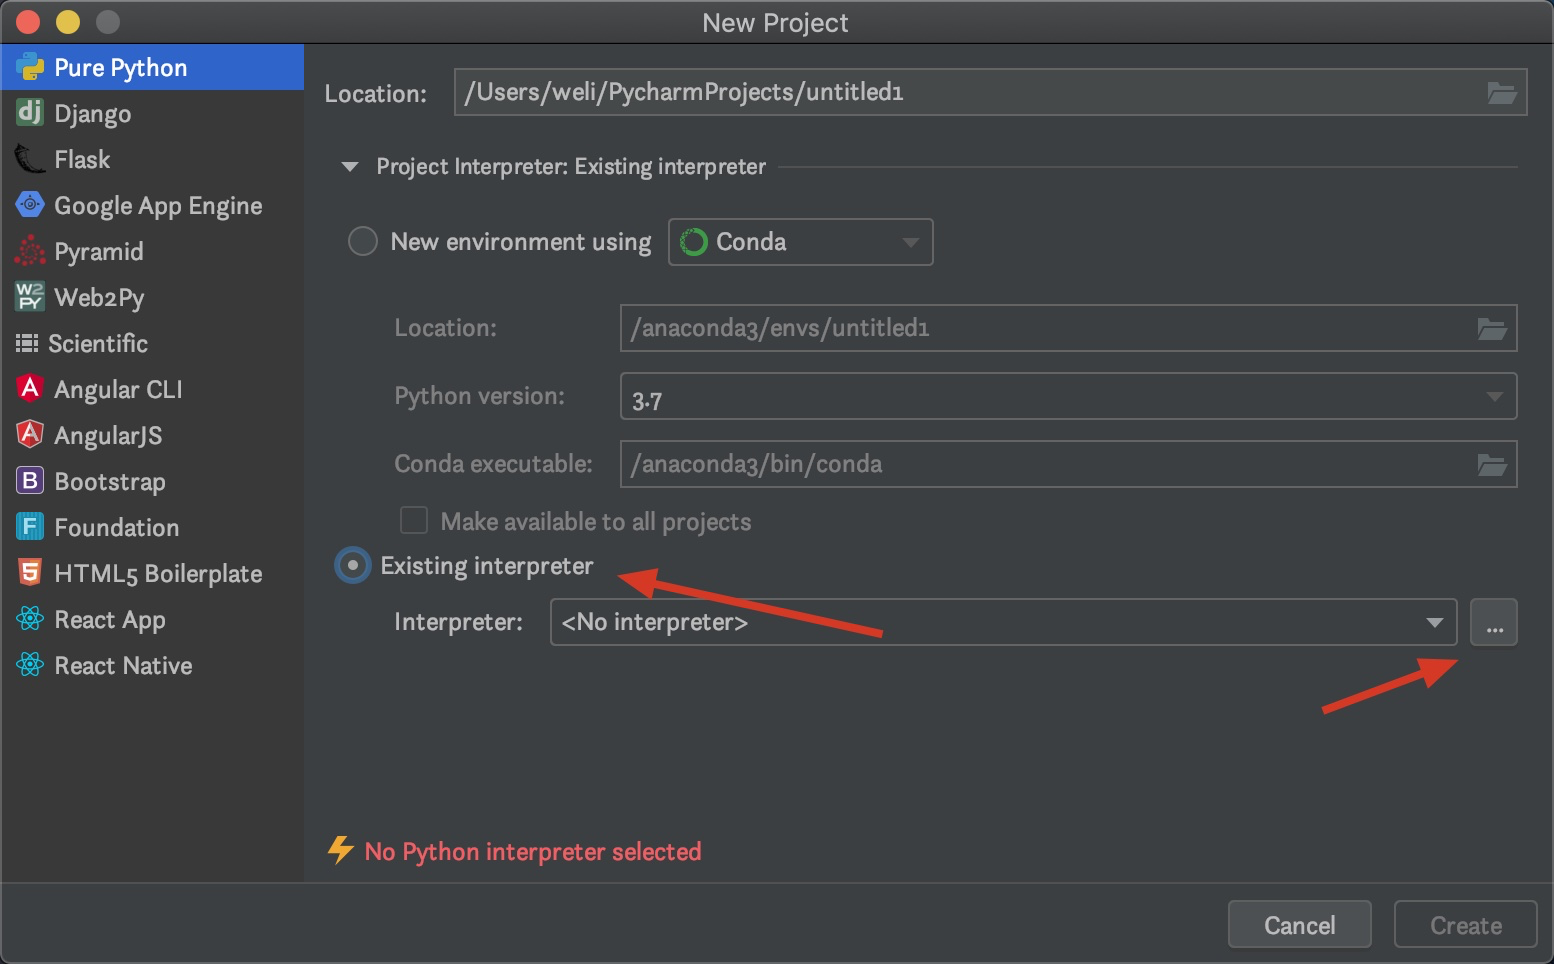 New Project
Pure Python
dj Django
Flask
Google App Engine
Pyramid
W2PY Web2Py
Scientific
A Angular CLI
A AngularJS
B Bootstrap
F Foundation
5 HTML5 Boilerplate
React App
React Native
Location: /Users/weli/PycharmProjects/untitled1
Project Interpreter: Existing interpreter
New environment using Conda
Location: /anaconda3/envs/untitled1
Python version: 3.7
Conda executable: /anaconda3/bin/conda
Make available to all projects
Existing interpreter
Interpreter: <No interpreter> ...
No Python interpreter selected
Cancel Create